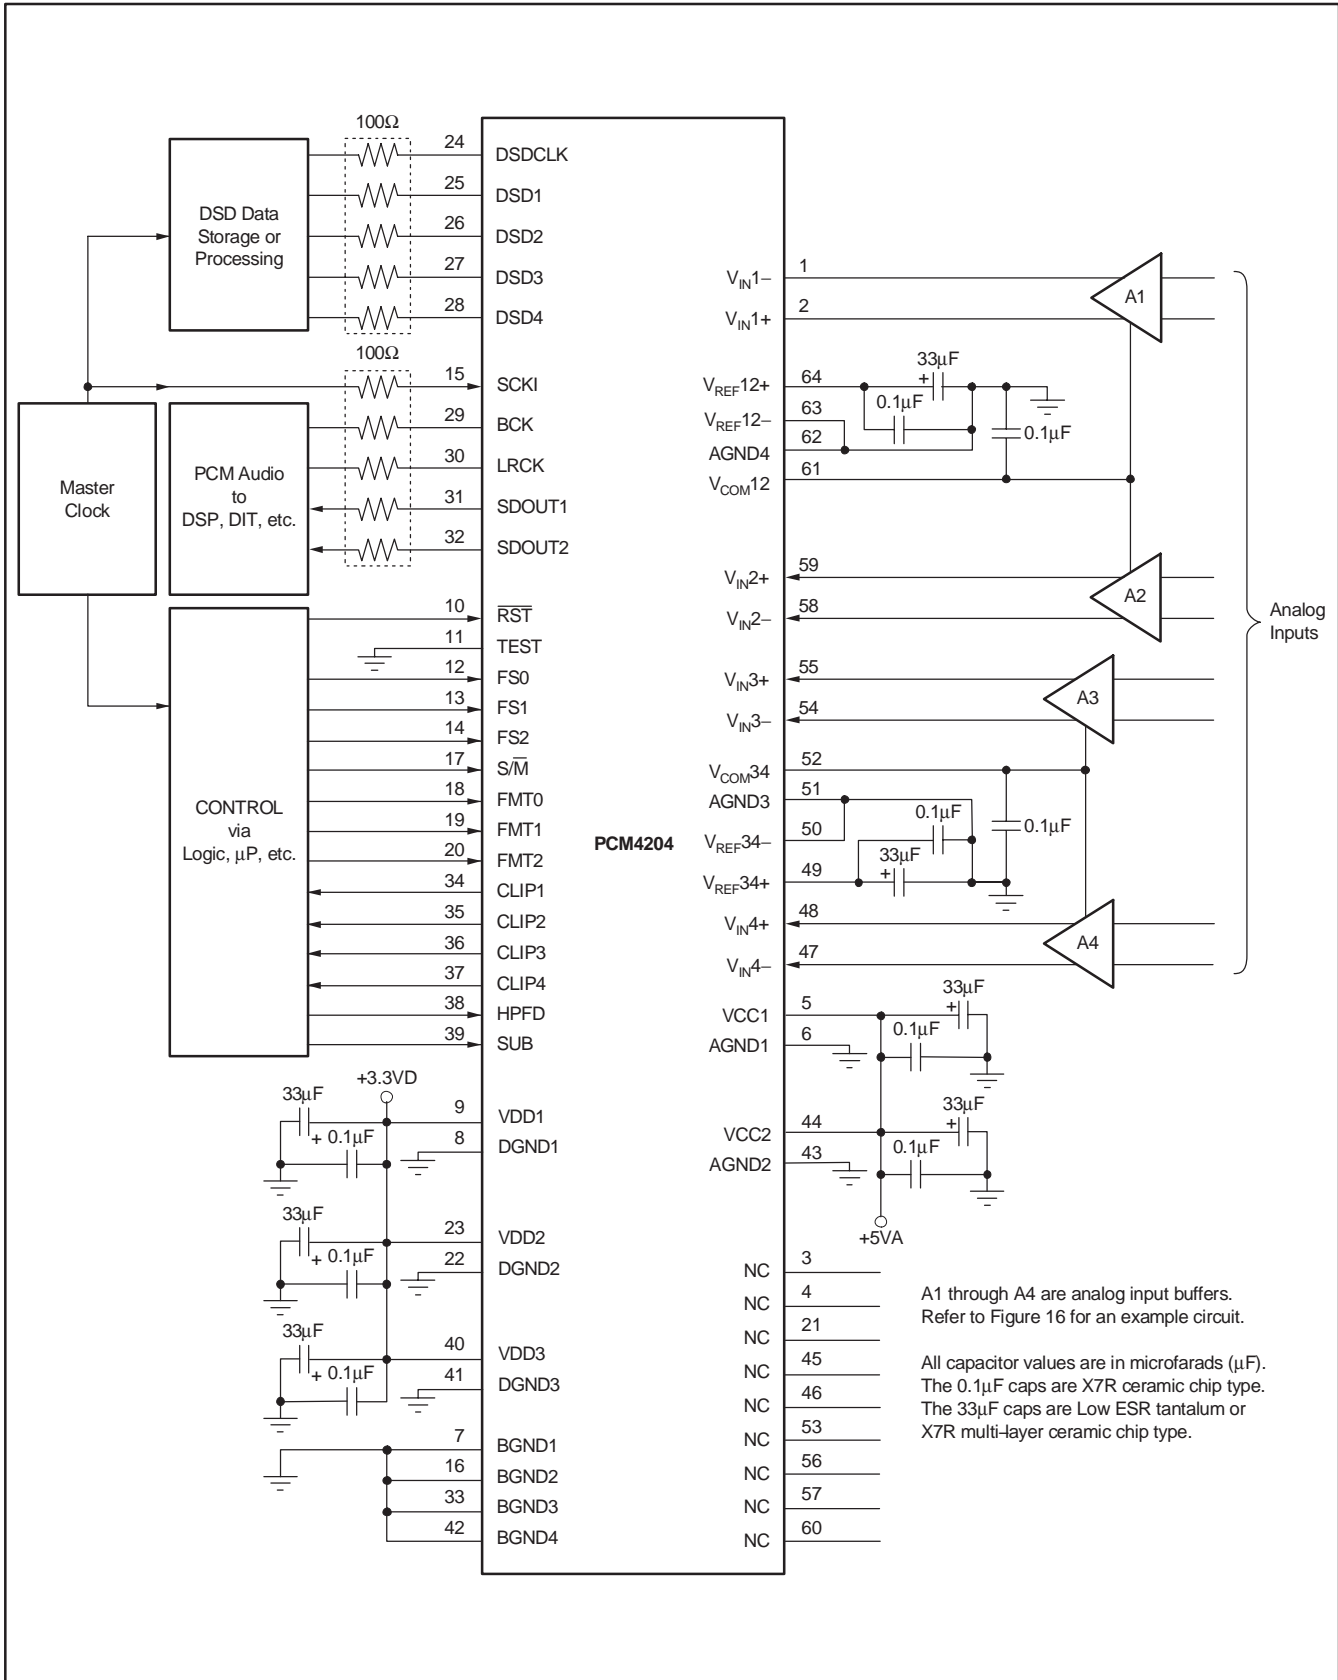 100Ω
24
DSDCLK
25
DSD1
26
DSD2
27
DSD3
28
DSD4
DSD Data
Storage or
Processing
100Ω
15
SCKI
29
BCK
30
LRCK
31
SDOUT1
32
SDOUT2
Master
Clock
PCM Audio
to
DSP, DIT, etc.
10
RST
11
TEST
12
FS0
13
FS1
14
FS2
17
S/M
18
FMT0
19
FMT1
20
FMT2
34
CLIP1
35
CLIP2
36
CLIP3
37
CLIP4
38
HPFD
39
SUB
CONTROL
via
Logic, µP, etc.
+3.3VD
33µF
+ 0.1µF
9
VDD1
8
DGND1
33µF
+ 0.1µF
23
VDD2
22
DGND2
33µF
+ 0.1µF
40
VDD3
41
DGND3
7
BGND1
16
BGND2
33
BGND3
42
BGND4
PCM4204
VIN1–
1
VIN1+
2
A1
VREF12+
64
33µF
+
0.1µF
VREF12–
63
AGND4
62
0.1µF
VCOM12
61
VIN2+
59
VIN2–
58
A2
Analog
Inputs
VIN3+
55
VIN3–
54
A3
VCOM34
52
AGND3
51
0.1µF
0.1µF
VREF34–
50
33µF
+
VREF34+
49
VIN4+
48
VIN4–
47
A4
VCC1
5
33µF
+
0.1µF
AGND1
6
VCC2
44
33µF
+
0.1µF
AGND2
43
+5VA
NC
3
NC
4
NC
21
NC
45
NC
46
NC
53
NC
56
NC
57
NC
60
A1 through A4 are analog input buffers.
Refer to Figure 16 for an example circuit.
All capacitor values are in microfarads (µF).
The 0.1µF caps are X7R ceramic chip type.
The 33µF caps are Low ESR tantalum or
X7R multi–layer ceramic chip type.